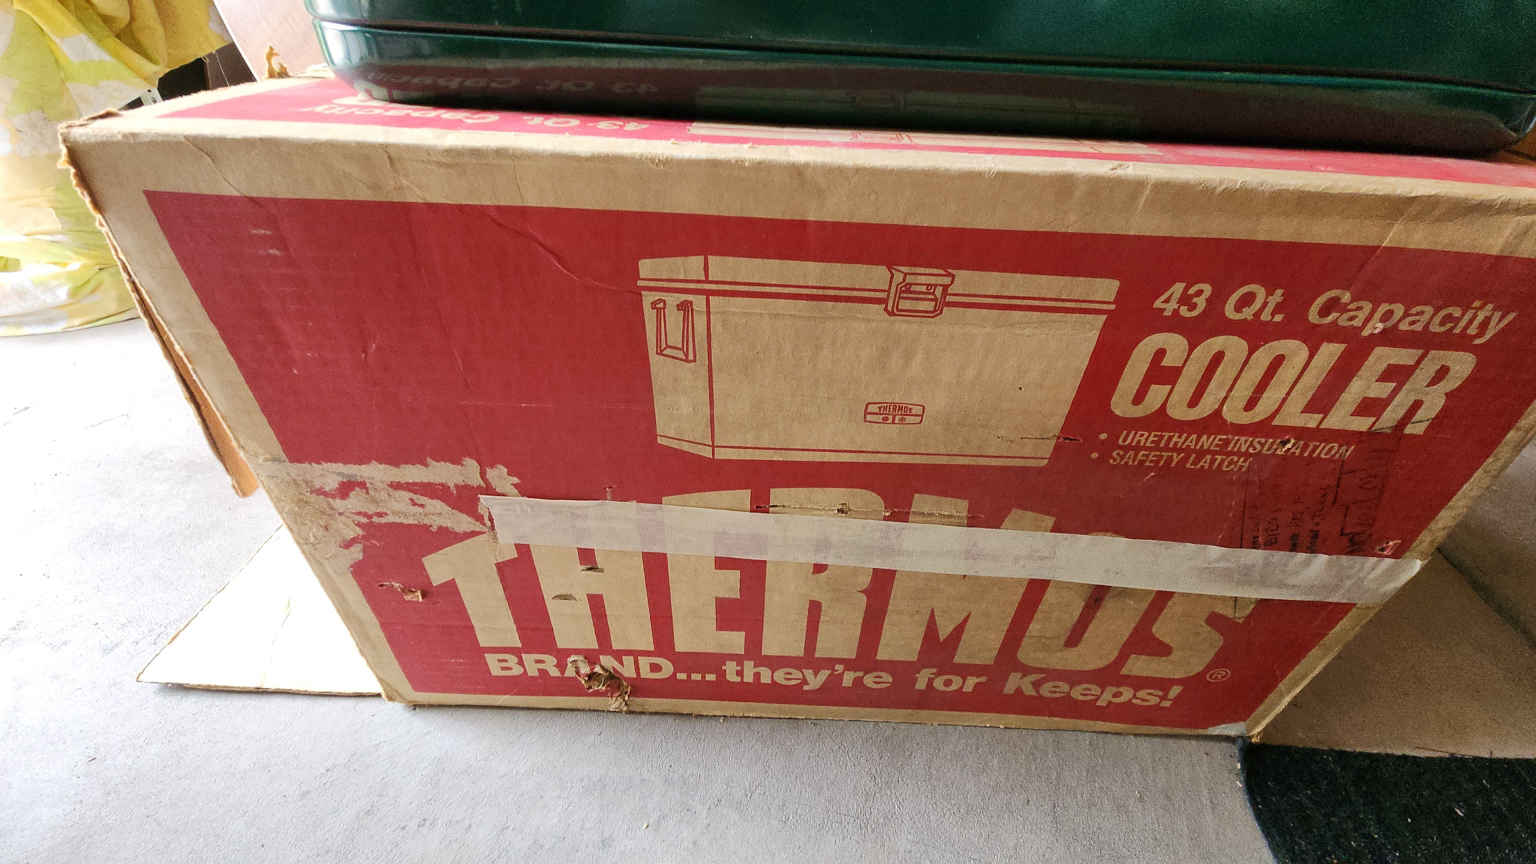 43 Qt. Capacity
43 Qt. Capacity
COOLER
• URETHANE INSULATION
• SAFETY LATCH
THERMOS
THERMOS®
BRAND...they're for Keeps!